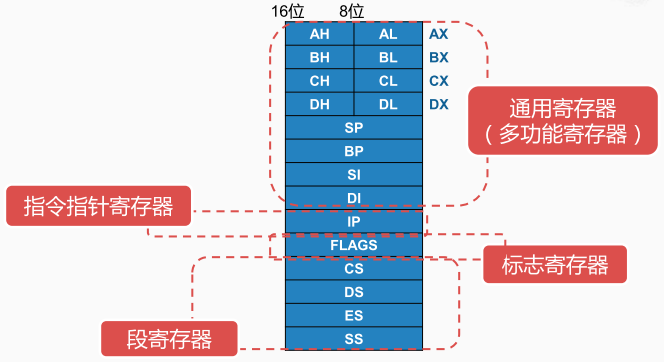 16位 8位
AH AL AX
BH BL BX
CH CL CX
DH DL DX
通用寄存器
（多功能寄存器）
SP
BP
SI
DI
指令指针寄存器
IP
FLAGS
标志寄存器
CS
DS
ES
SS
段寄存器